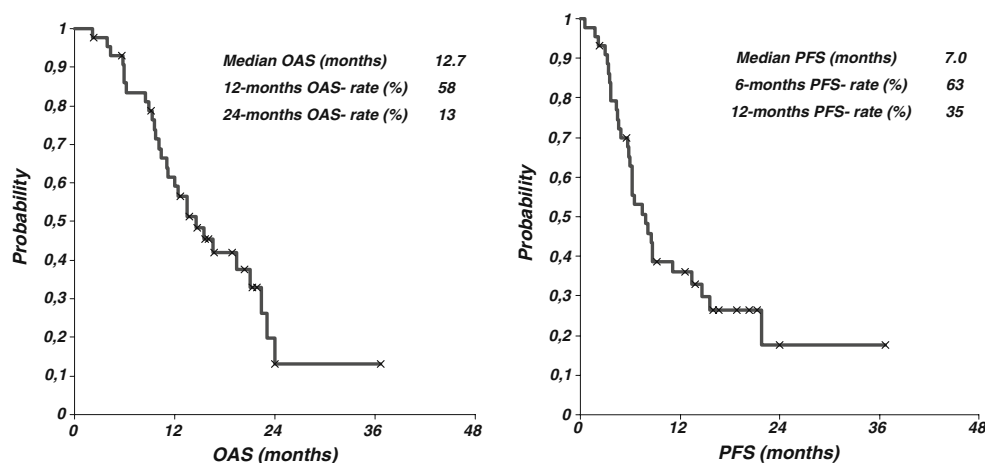 Median OAS (months) 12.7
12-months OAS- rate (%) 58
24-months OAS- rate (%) 13
Probability
1
0,9
0,8
0,7
0,6
0,5
0,4
0,3
0,2
0,1
0
0 12 24 36 48
OAS (months)
Median PFS (months) 7.0
6-months PFS- rate (%) 63
12-months PFS- rate (%) 35
Probability
1
0,9
0,8
0,7
0,6
0,5
0,4
0,3
0,2
0,1
0
0 12 24 36 48
PFS (months)